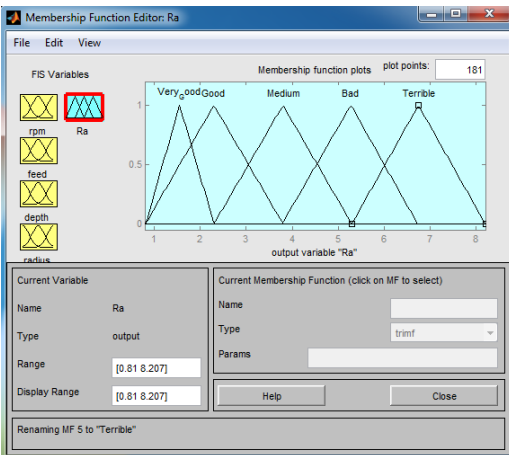 Membership Function Editor: Ra
File Edit View
FIS Variables
Membership function plots plot points: 181
rpm Ra
feed
depth
radius
Very_good Good Medium Bad Terrible
1
0.5
0
1 2 3 4 5 6 7 8
output variable "Ra"
Current Variable
Name Ra
Type output
Range [0.81 8.207]
Display Range [0.81 8.207]
Current Membership Function (click on MF to select)
Name
Type trimf
Params
Help Close
Renaming MF 5 to "Terrible"